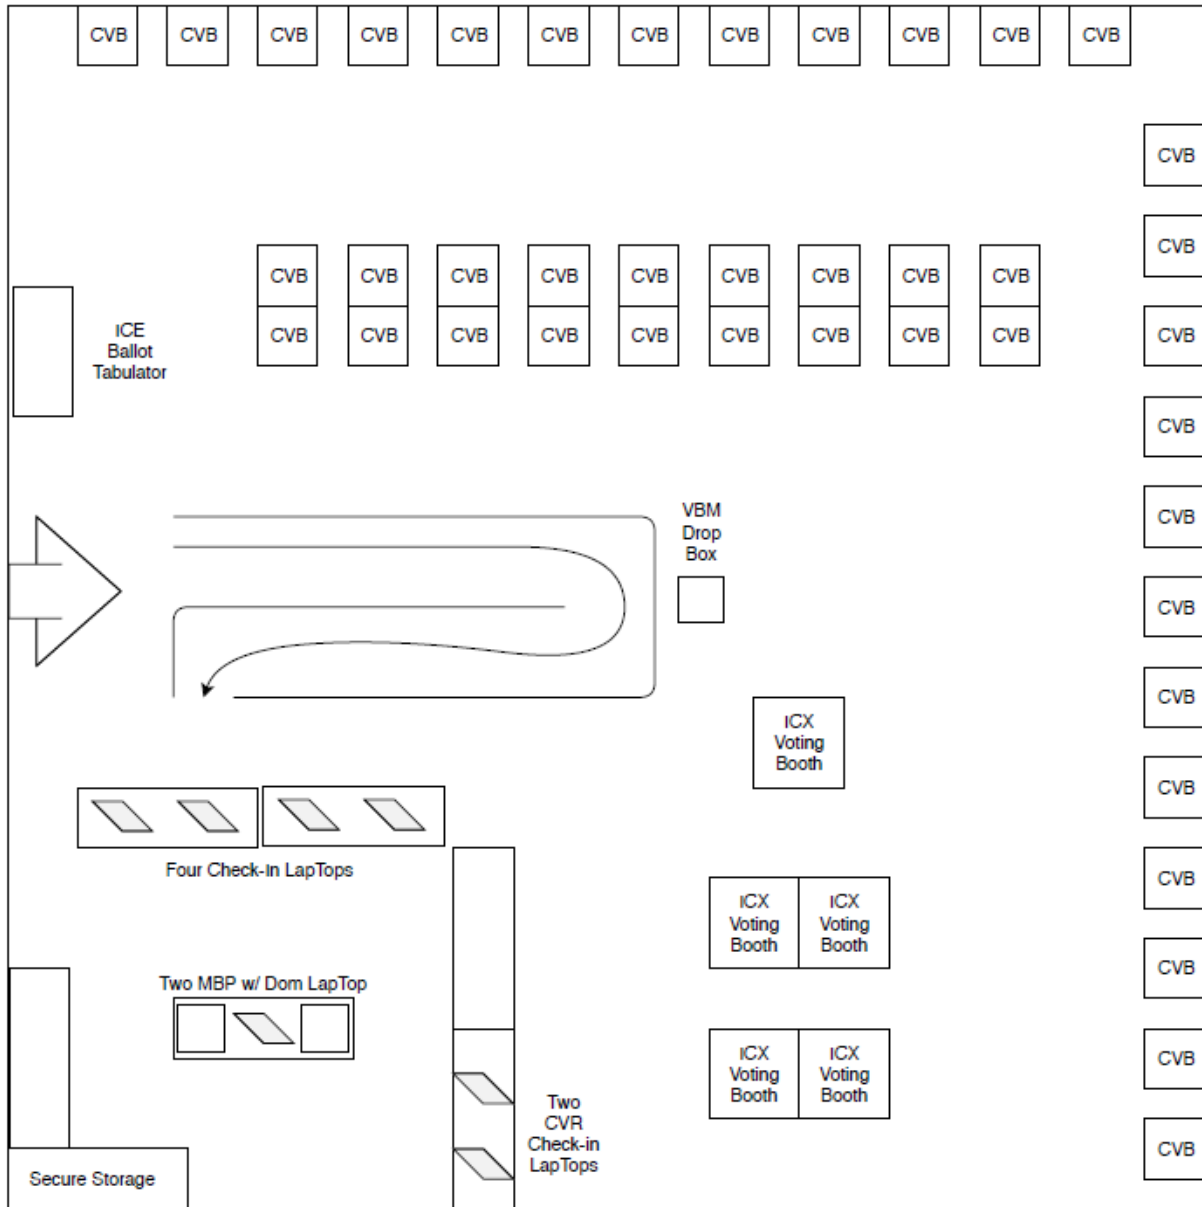 CVB CVB CVB CVB CVB CVB CVB CVB CVB CVB CVB CVB
CVB
CVB
CVB CVB CVB CVB CVB CVB CVB CVB CVB
CVB CVB CVB CVB CVB CVB CVB CVB CVB
CVB
ICE
Ballot
Tabulator
CVB
VBM
Drop
Box
CVB
CVB
CVB
ICX
Voting
Booth
CVB
Four Check-in LapTops
CVB
ICX
Voting
Booth
ICX
Voting
Booth
CVB
Two MBP w/ Dom LapTop
ICX
Voting
Booth
ICX
Voting
Booth
CVB
Two
CVR
Check-in
LapTops
CVB
Secure Storage